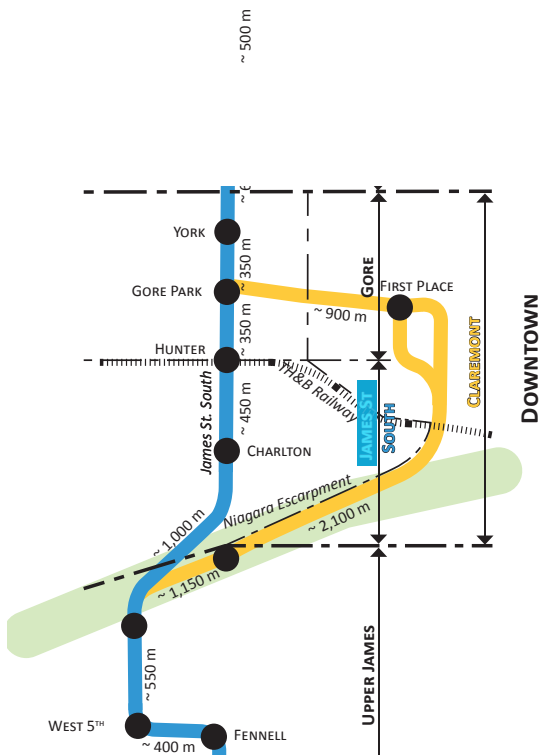 ~ 500 m
YORK
~ 350 m
GORE PARK
GORE
FIRST PLACE
~ 900 m
~ 350 m
HUNTER
H&B Railway
CLAREMONT
DOWNTOWN
James St. South
~ 450 m
JAMES ST
SOUTH
CHARLTON
Niagara Escarpment
~ 2,100 m
~ 1,000 m
~ 1,150 m
~ 550 m
UPPER JAMES
WEST 5TH
~ 400 m
FENNELL